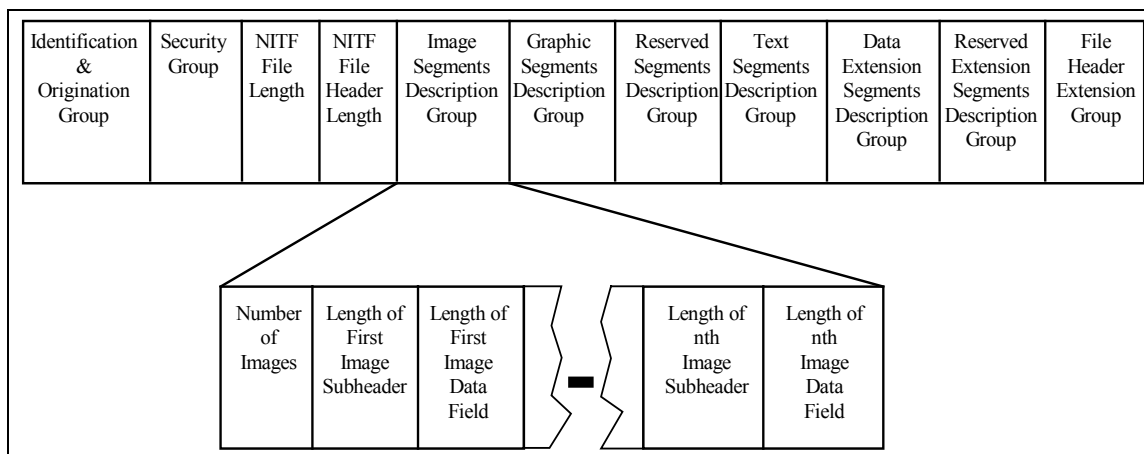 Identification
&
Origination
Group
Security
Group
NITF
File
Length
NITF
File
Header
Length
Image
Segments
Description
Group
Graphic
Segments
Description
Group
Reserved
Segments
Description
Group
Text
Segments
Description
Group
Data
Extension
Segments
Description
Group
Reserved
Extension
Segments
Description
Group
File
Header
Extension
Group
Number
of
Images
Length of
First
Image
Subheader
Length of
First
Image
Data
Field
Length of
nth
Image
Subheader
Length of
nth
Image
Data
Field